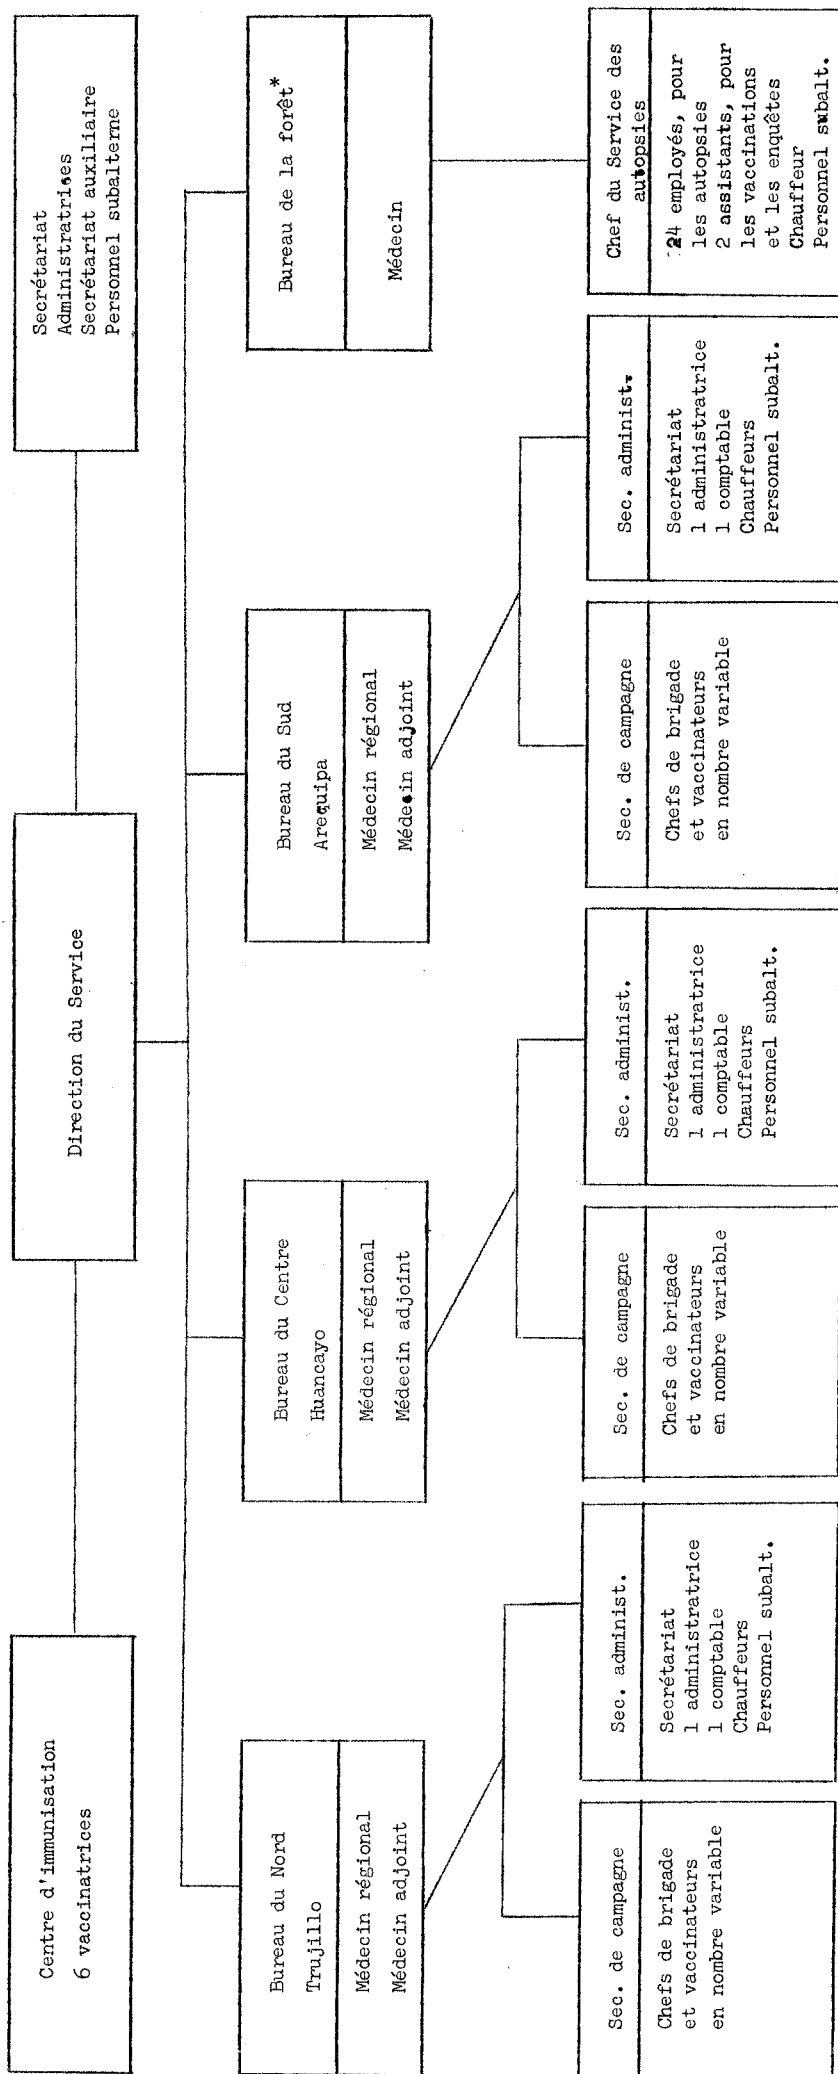 Centre d'immunisation
6 vaccinatrices
Direction du Service
Secrétariat
Administratrises
Secrétariat auxiliaire
Personnel subalterne
Bureau du Nord
Trujillo
Médecin régional
Médecin adjoint
Bureau du Centre
Huancayo
Médecin régional
Médecin adjoint
Bureau du Sud
Arequipa
Médecin régional
Médecin adjoint
Bureau de la forêt*
Médecin
Sec. de campagne
Chefs de brigade
et vaccinateurs
en nombre variable
Sec. administ.
Secrétariat
1 administratrice
1 comptable
Chauffeurs
Personnel subalt.
Sec. de campagne
Chefs de brigade
et vaccinateurs
en nombre variable
Sec. administ.
Secrétariat
1 administratrice
1 comptable
Chauffeurs
Personnel subalt.
Sec. de campagne
Chefs de brigade
et vaccinateurs
en nombre variable
Sec. administ.
Secrétariat
1 administratrice
1 comptable
Chauffeurs
Personnel subalt.
Chef du Service des
autopsies
24 employés, pour
les autopsies
2 assistants, pour
les vaccinations
et les enquêtes
Chauffeur
Personnel subalt.